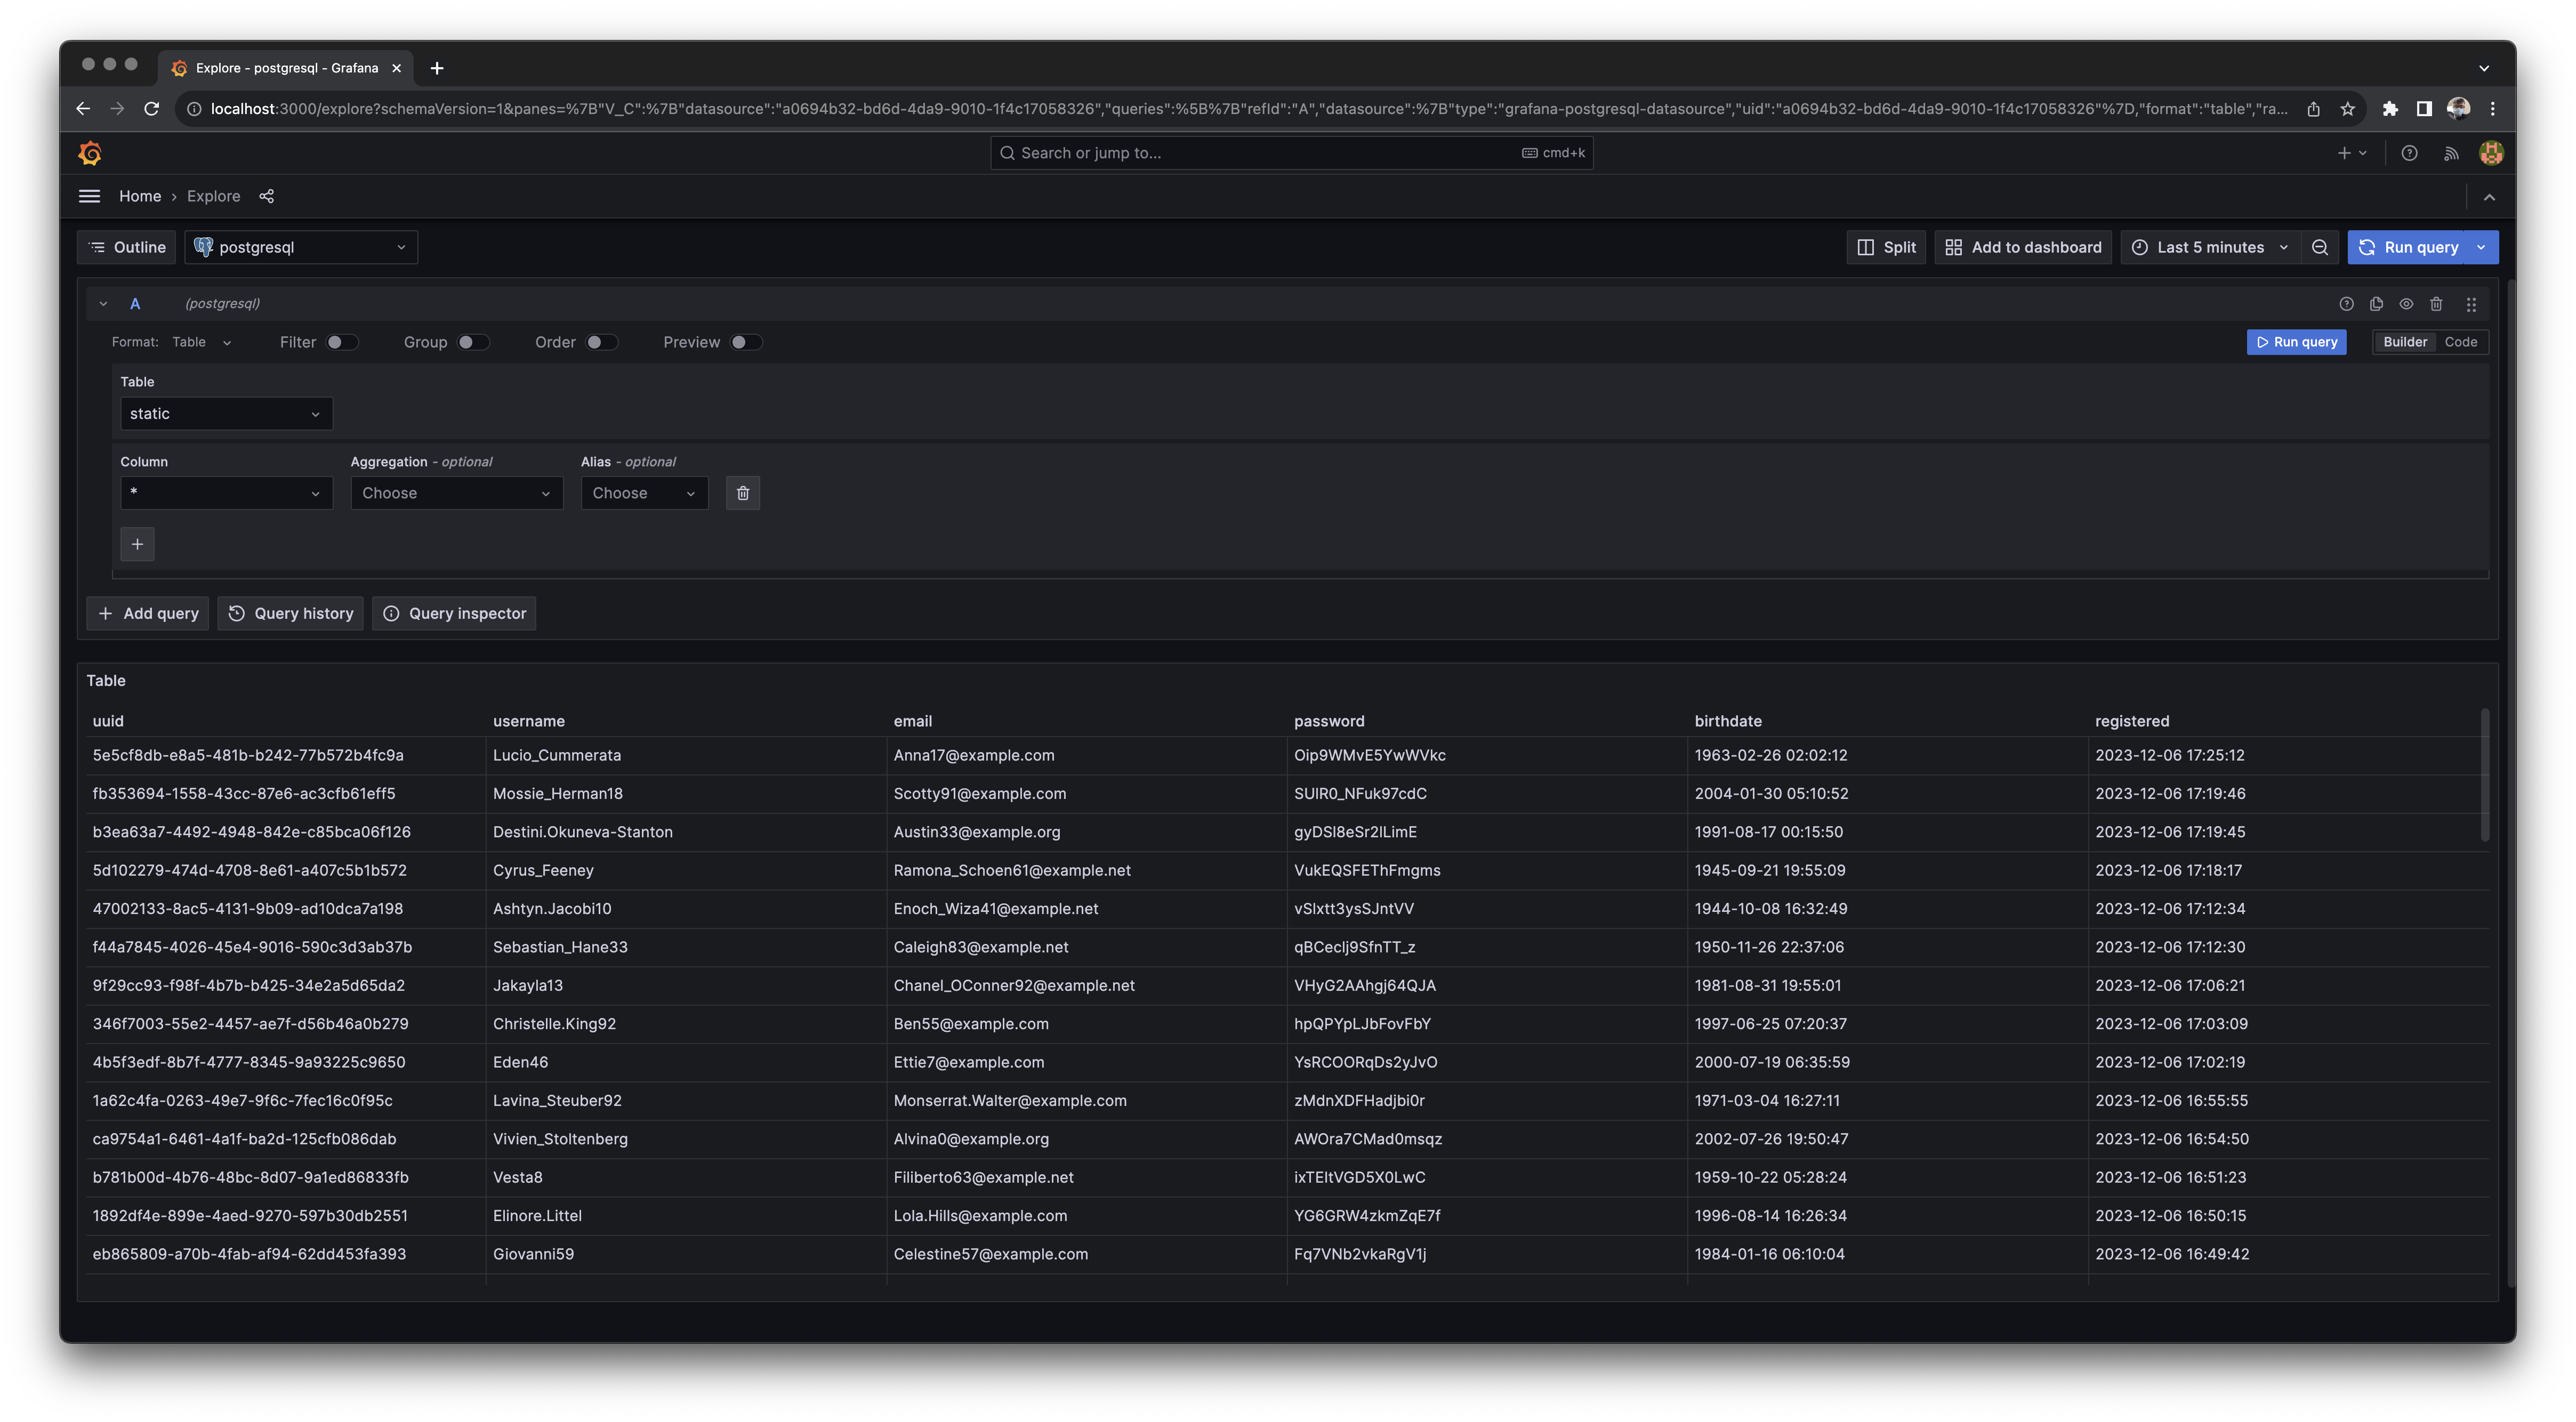 Explore - postgresql - Grafana
localhost:3000/explore?schemaVersion=1&panes=%7B"V_C":%7B"datasource":"a0694b32-bd6d-4da9-9010-1f4c17058326","queries":%5B%7B"refId":"A","datasource":%7B"type":"grafana-postgresql-datasource","uid":"a0694b32-bd6d-4da9-9010-1f4c17058326"%7D,"format":"table","ra...
Search or jump to... cmd+k
Home › Explore
Outline postgresql Split Add to dashboard Last 5 minutes Run query
A (postgresql)
Format: Table Filter Group Order Preview Run query Builder Code
Table
static
Column Aggregation - optional Alias - optional
* Choose Choose
+
+ Add query Query history Query inspector
Table
uuid username email password birthdate registered
5e5cf8db-e8a5-481b-b242-77b572b4fc9a Lucio_Cummerata Anna17@example.com Oip9WMvE5YwWVkc 1963-02-26 02:02:12 2023-12-06 17:25:12
fb353694-1558-43cc-87e6-ac3cfb61eff5 Mossie_Herman18 Scotty91@example.com 2004-01-30 05:10:52 2023-12-06 17:19:46
b3ea63a7-4492-4948-842e-c85bca06f126 Destini.Okuneva-Stanton Austin33@example.org 1991-08-17 00:15:50 2023-12-06 17:19:45
5d102279-474d-4708-8e61-a407c5b1b572 Cyrus_Feeney Ramona_Schoen61@example.net VukEQSFEThFmgms 1945-09-21 19:55:09 2023-12-06 17:18:17
47002133-8ac5-4131-9b09-ad10dca7a198 Ashtyn.Jacobi10 Enoch_Wiza41@example.net 1944-10-08 16:32:49 2023-12-06 17:12:34
f44a7845-4026-45e4-9016-590c3d3ab37b Sebastian_Hane33 Caleigh83@example.net 1950-11-26 22:37:06 2023-12-06 17:12:30
9f29cc93-f98f-4b7b-b425-34e2a5d65da2 Jakayla13 Chanel_OConner92@example.net VHyG2AAhgj64QJA 1981-08-31 19:55:01 2023-12-06 17:06:21
346f7003-55e2-4457-ae7f-d56b46a0b279 Christelle.King92 Ben55@example.com hpQPYpLJbFovFbY 1997-06-25 07:20:37 2023-12-06 17:03:09
4b5f3edf-8b7f-4777-8345-9a93225c9650 Eden46 Ettie7@example.com YsRCOORqDs2yJvO 2000-07-19 06:35:59 2023-12-06 17:02:19
1a62c4fa-0263-49e7-9f6c-7fec16c0f95c Lavina_Steuber92 Monserrat.Walter@example.com zMdnXDFHadjbi0r 1971-03-04 16:27:11 2023-12-06 16:55:55
ca9754a1-6461-4a1f-ba2d-125cfb086dab Vivien_Stoltenberg Alvina0@example.org AWOra7CMad0msqz 2002-07-26 19:50:47 2023-12-06 16:54:50
b781b00d-4b76-48bc-8d07-9a1ed86833fb Vesta8 Filiberto63@example.net 1959-10-22 05:28:24 2023-12-06 16:51:23
1892df4e-899e-4aed-9270-597b30db2551 Elinore.Littel Lola.Hills@example.com YG6GRW4zkmZqE7f 1996-08-14 16:26:34 2023-12-06 16:50:15
eb865809-a70b-4fab-af94-62dd453fa393 Giovanni59 Celestine57@example.com Fq7VNb2vkaRgV1j 1984-01-16 06:10:04 2023-12-06 16:49:42